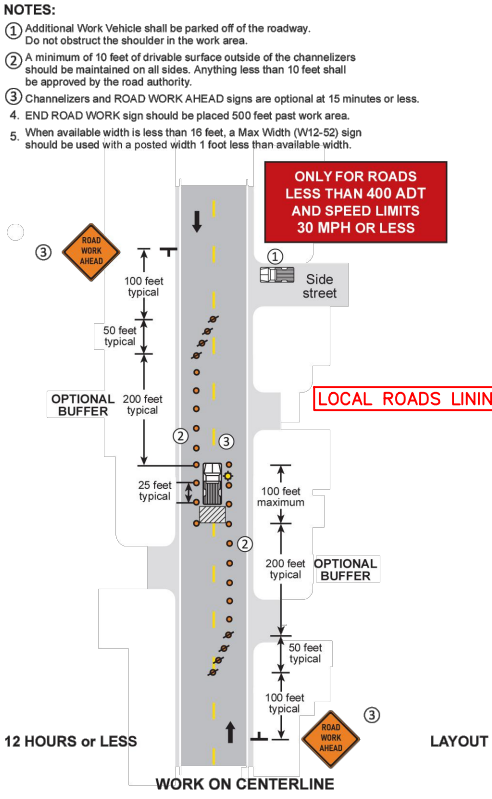 NOTES:
1 Additional Work Vehicle shall be parked off of the roadway.
Do not obstruct the shoulder in the work area.
2 A minimum of 10 feet of drivable surface outside of the channelizers
should be maintained on all sides. Anything less than 10 feet shall
be approved by the road authority.
3 Channelizers and ROAD WORK AHEAD signs are optional at 15 minutes or less.
4. END ROAD WORK sign should be placed 500 feet past work area.
5. When available width is less than 16 feet, a Max Width (W12-52) sign
should be used with a posted width 1 foot less than available width.
ONLY FOR ROADS
LESS THAN 400 ADT
AND SPEED LIMITS
30 MPH OR LESS
3
ROAD
WORK
AHEAD
1
Side
street
100 feet
typical
50 feet
typical
OPTIONAL
BUFFER
200 feet
typical
LOCAL ROADS LININ
2
3
25 feet
typical
100 feet
maximum
2
200 feet
typical
OPTIONAL
BUFFER
50 feet
typical
100 feet
typical
ROAD
WORK
AHEAD
3
12 HOURS or LESS
LAYOUT
WORK ON CENTERLINE